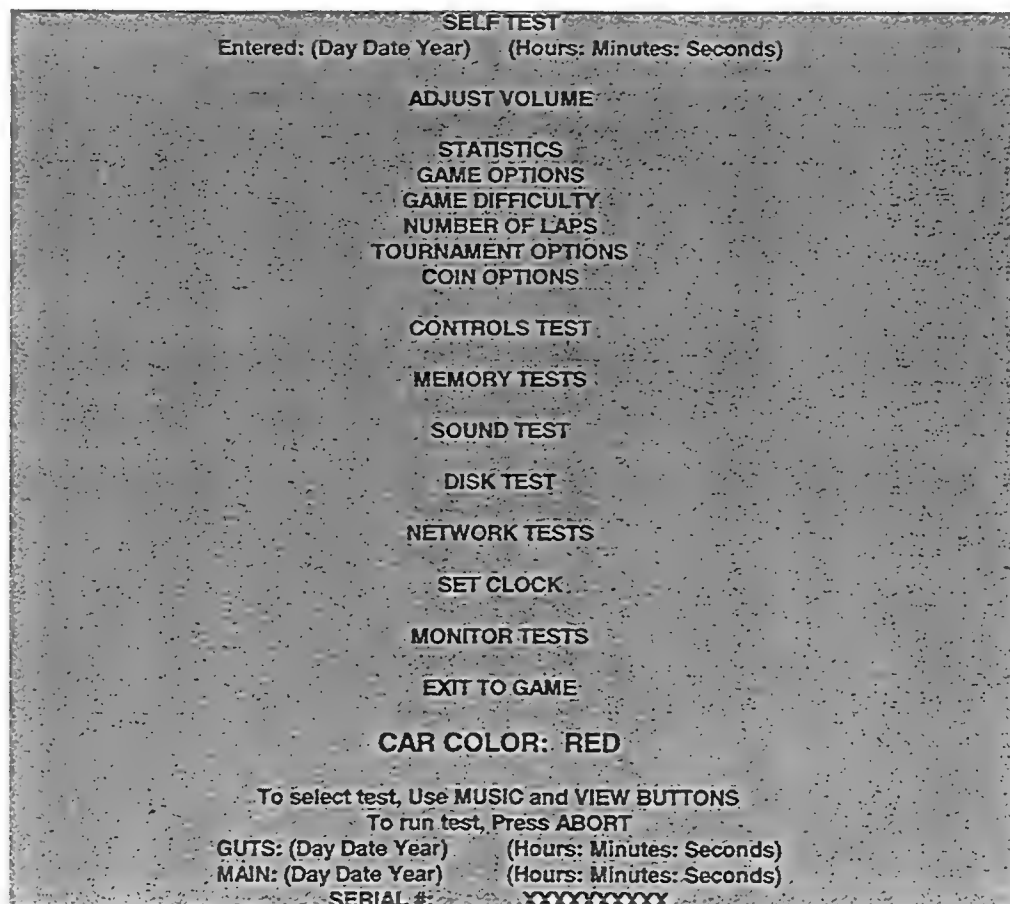 SELF TEST
Entered: (Day Date Year) (Hours: Minutes: Seconds)
ADJUST VOLUME
STATISTICS
GAME OPTIONS
GAME DIFFICULTY
NUMBER OF LAPS
TOURNAMENT OPTIONS
COIN OPTIONS
CONTROLS TEST
MEMORY TESTS
SOUND TEST
DISK TEST
NETWORK TESTS
SET CLOCK
MONITOR TESTS
EXIT TO GAME
CAR COLOR: RED
To select test, Use MUSIC and VIEW BUTTONS
To run test, Press ABORT
GUTS: (Day Date Year) (Hours: Minutes: Seconds)
MAIN: (Day Date Year) (Hours: Minutes: Seconds)
SERIAL #: XXXXXXXXXX